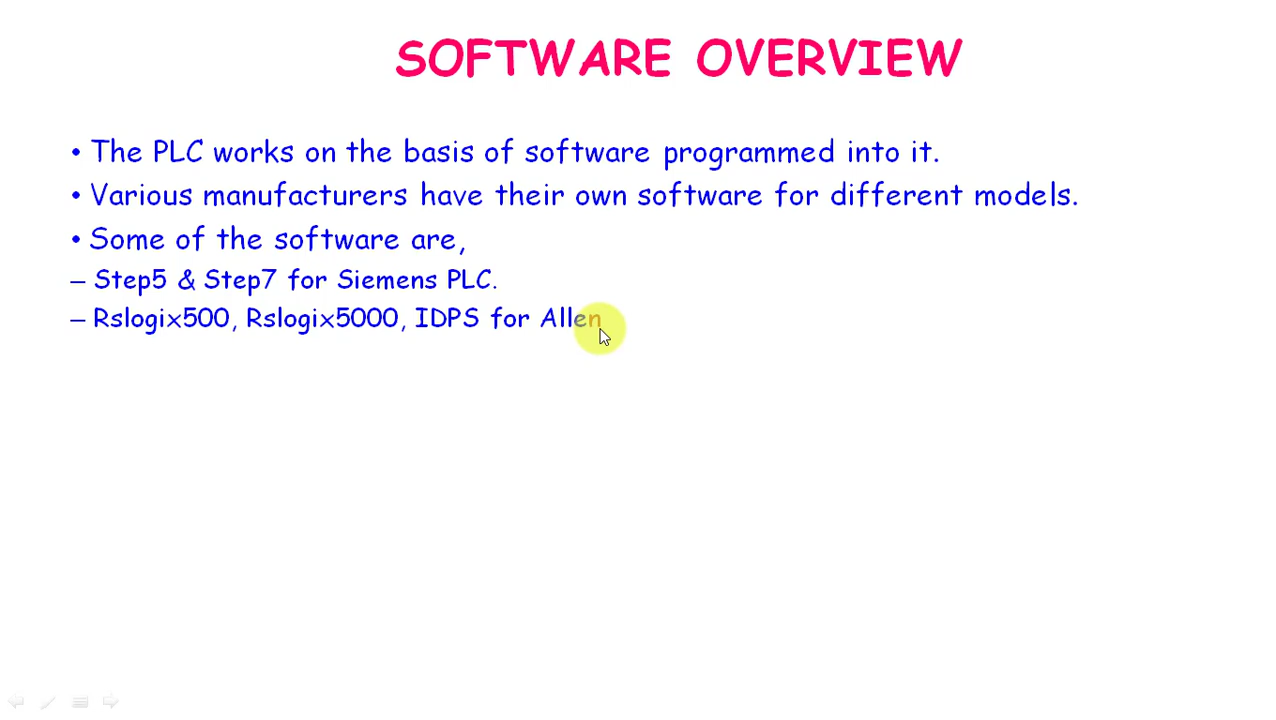 SOFTWARE OVERVIEW
• The PLC works on the basis of software programmed into it.
• Various manufacturers have their own software for different models.
• Some of the software are,
– Step5 & Step7 for Siemens PLC.
– Rslogix500, Rslogix5000, IDPS for Allen